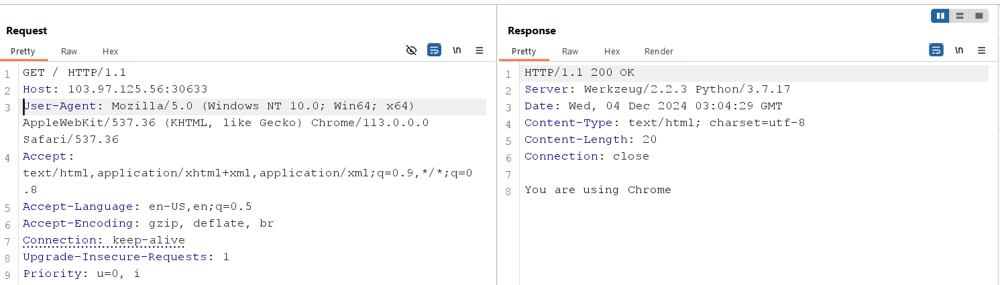 Request
Pretty Raw Hex
\n
1 GET / HTTP/1.1
2 Host: 103.97.125.56:30633
3 User-Agent: Mozilla/5.0 (Windows NT 10.0; Win64; x64)
AppleWebKit/537.36 (KHTML, like Gecko) Chrome/113.0.0.0
Safari/537.36
4 Accept:
text/html,application/xhtml+xml,application/xml;q=0.9,*/*;q=0
.8
5 Accept-Language: en-US,en;q=0.5
6 Accept-Encoding: gzip, deflate, br
7 Connection: keep-alive
8 Upgrade-Insecure-Requests: 1
9 Priority: u=0, i
Response
Pretty Raw Hex Render
\n
1 HTTP/1.1 200 OK
2 Server: Werkzeug/2.2.3 Python/3.7.17
3 Date: Wed, 04 Dec 2024 03:04:29 GMT
4 Content-Type: text/html; charset=utf-8
5 Content-Length: 20
6 Connection: close
7
8 You are using Chrome